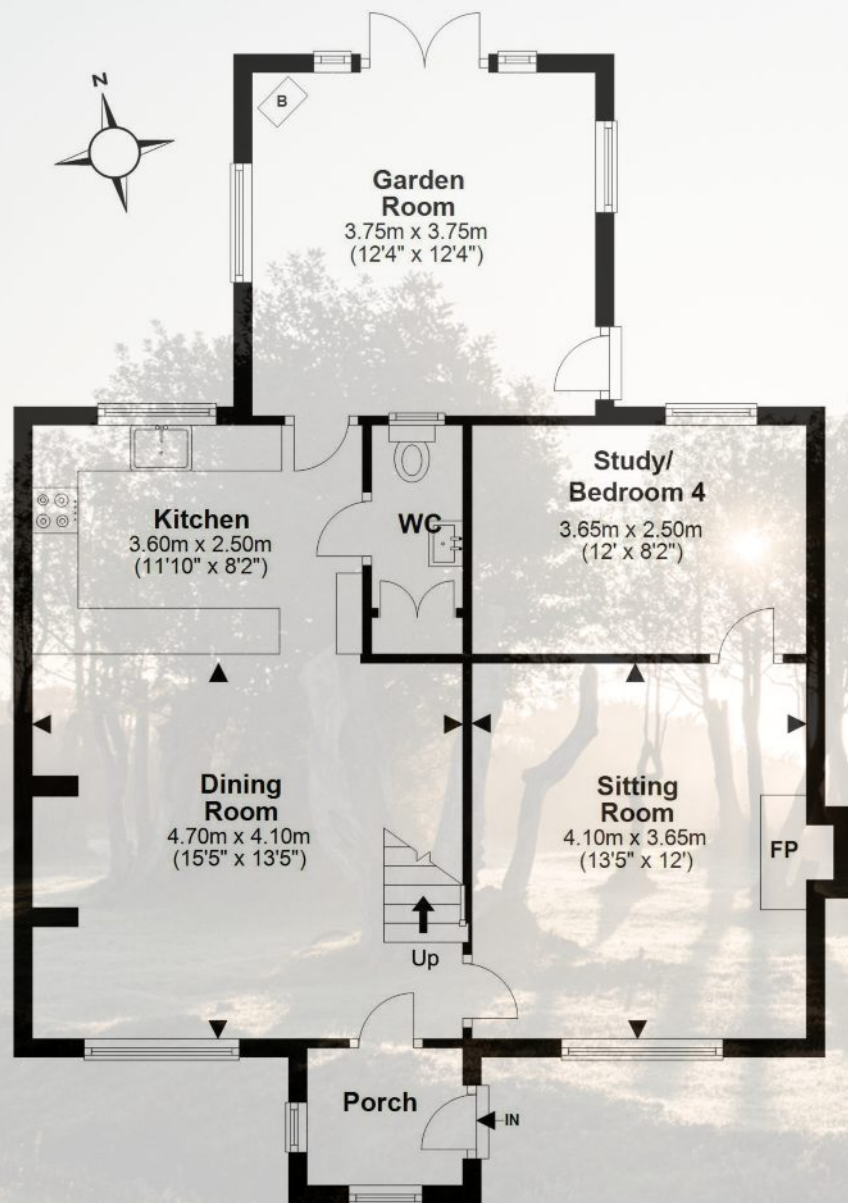 N
B
Garden
Room
3.75m x 3.75m
(12'4" x 12'4")
Kitchen
3.60m x 2.50m
(11'10" x 8'2")
WC
Study/
Bedroom 4
3.65m x 2.50m
(12' x 8'2")
Dining
Room
4.70m x 4.10m
(15'5" x 13'5")
Up
Sitting
Room
4.10m x 3.65m
(13'5" x 12')
FP
Porch
IN